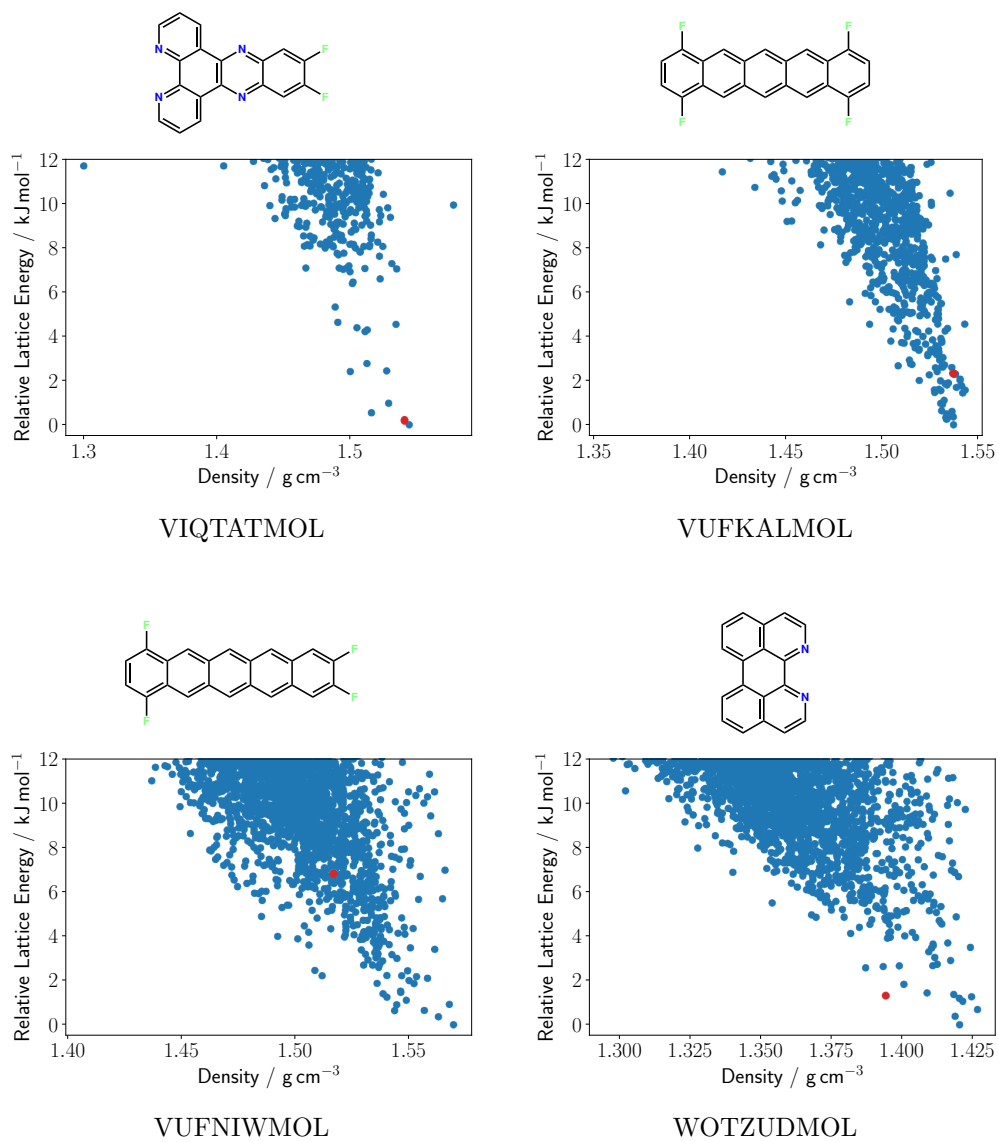 N
N
N
N
F
F
12
10
8
6
4
2
0
Relative Lattice Energy / kJ mol⁻¹
1.3
1.4
1.5
Density / g cm⁻³
VIQTATMOL
F
F
F
F
12
10
8
6
4
2
0
Relative Lattice Energy / kJ mol⁻¹
1.35
1.40
1.45
1.50
1.55
Density / g cm⁻³
VUFKALMOL
F
F
F
F
12
10
8
6
4
2
0
Relative Lattice Energy / kJ mol⁻¹
1.40
1.45
1.50
1.55
Density / g cm⁻³
VUFNIWMOL
N
N
12
10
8
6
4
2
0
Relative Lattice Energy / kJ mol⁻¹
1.300
1.325
1.350
1.375
1.400
1.425
Density / g cm⁻³
WOTZUDMOL